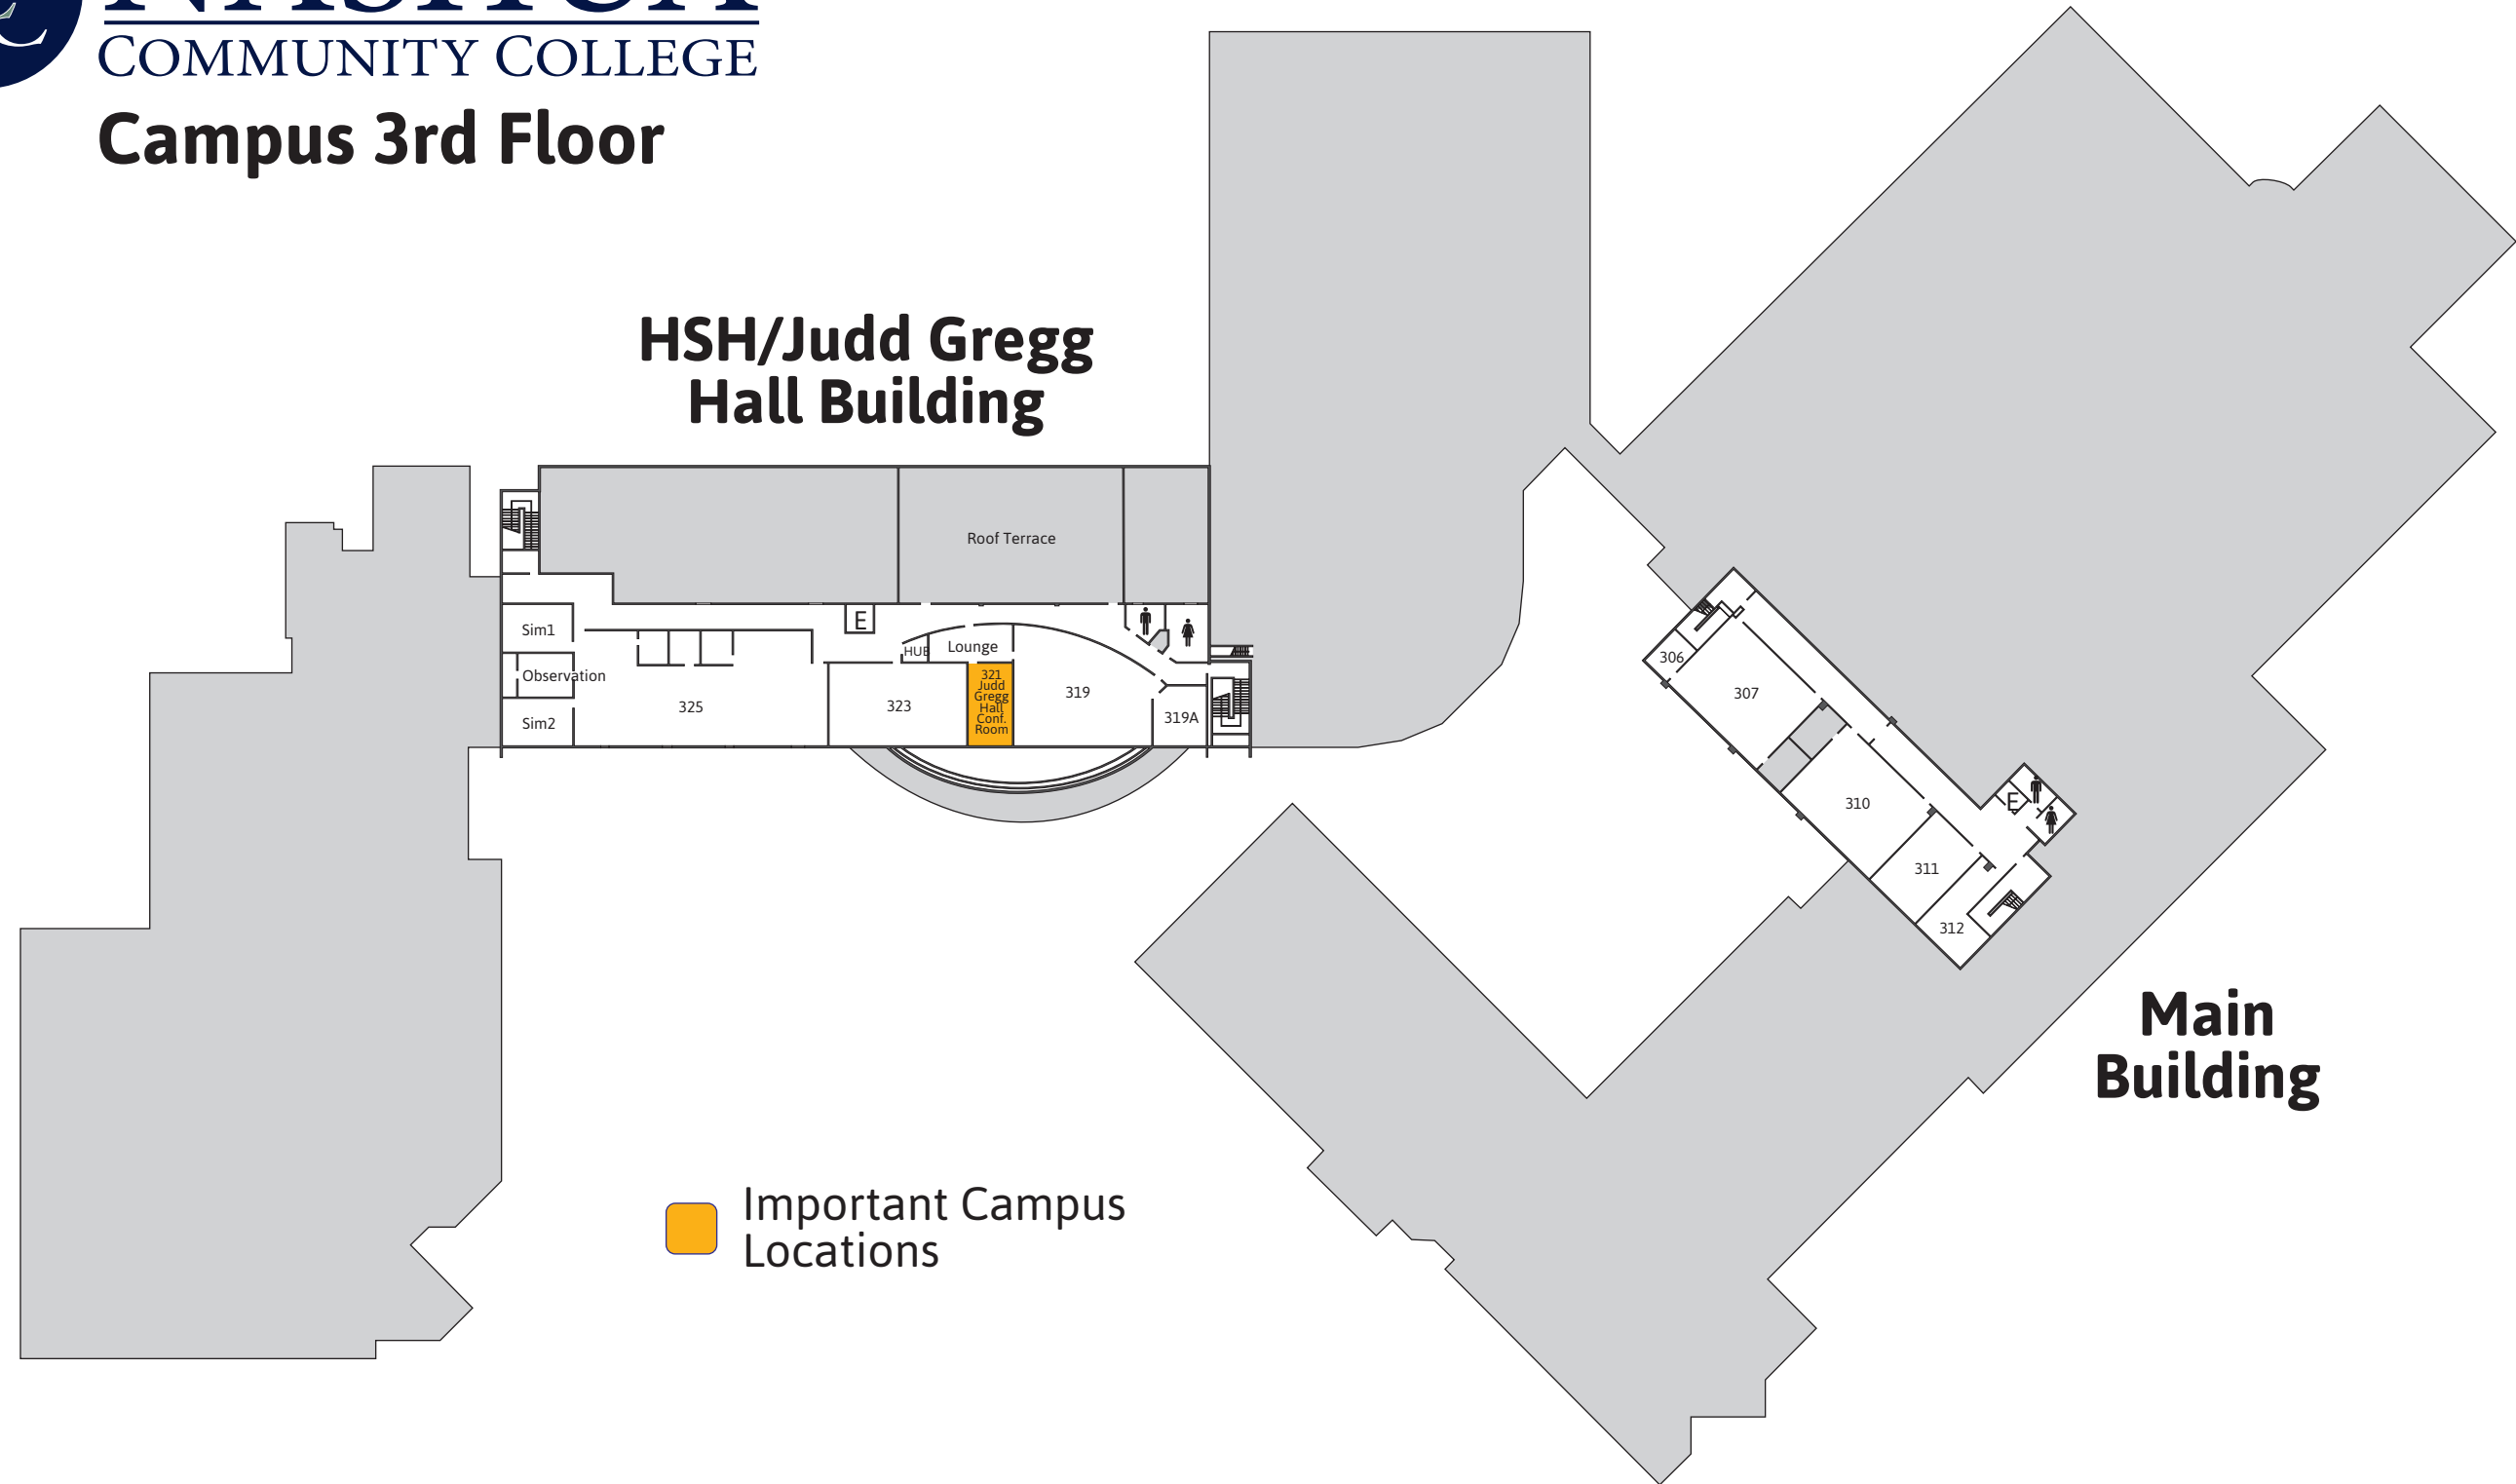 COMMUNITY COLLEGE
Campus 3rd Floor
HSH/Judd Gregg
Hall Building
Roof Terrace
E
Sim1
HUB
Lounge
Observation
321
Judd
Gregg
Hall
Conf.
Room
319
325
323
Sim2
319A
306
307
310
E
311
312
Main
Building
Important Campus
Locations